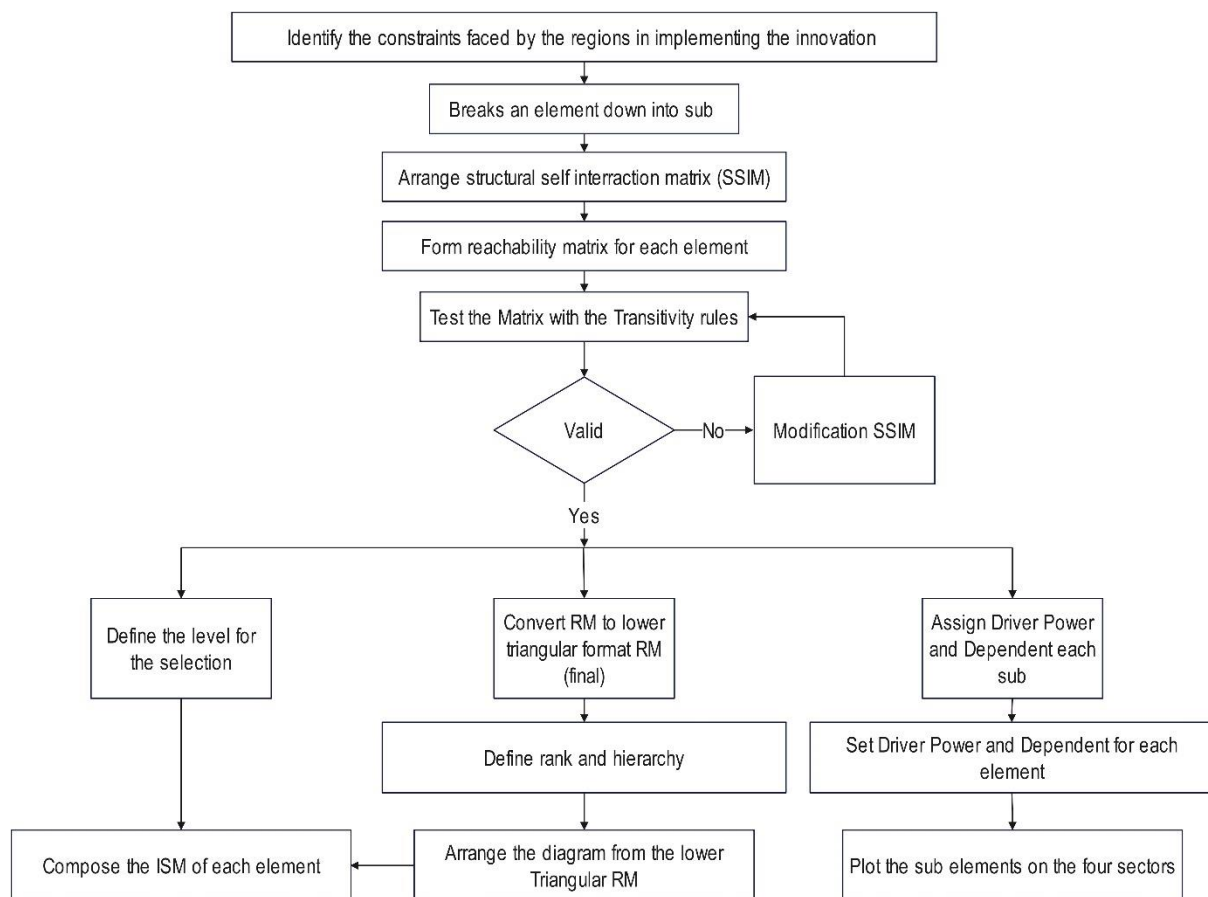 Identify the constraints faced by the regions in implementing the innovation
Breaks an element down into sub
Arrange structural self interraction matrix (SSIM)
Form reachability matrix for each element
Test the Matrix with the Transitivity rules
Valid
No
Modification SSIM
Yes
Define the level for
the selection
Convert RM to lower
triangular format RM
(final)
Assign Driver Power
and Dependent each
sub
Define rank and hierarchy
Set Driver Power and Dependent for each
element
Compose the ISM of each element
Arrange the diagram from the lower
Triangular RM
Plot the sub elements on the four sectors